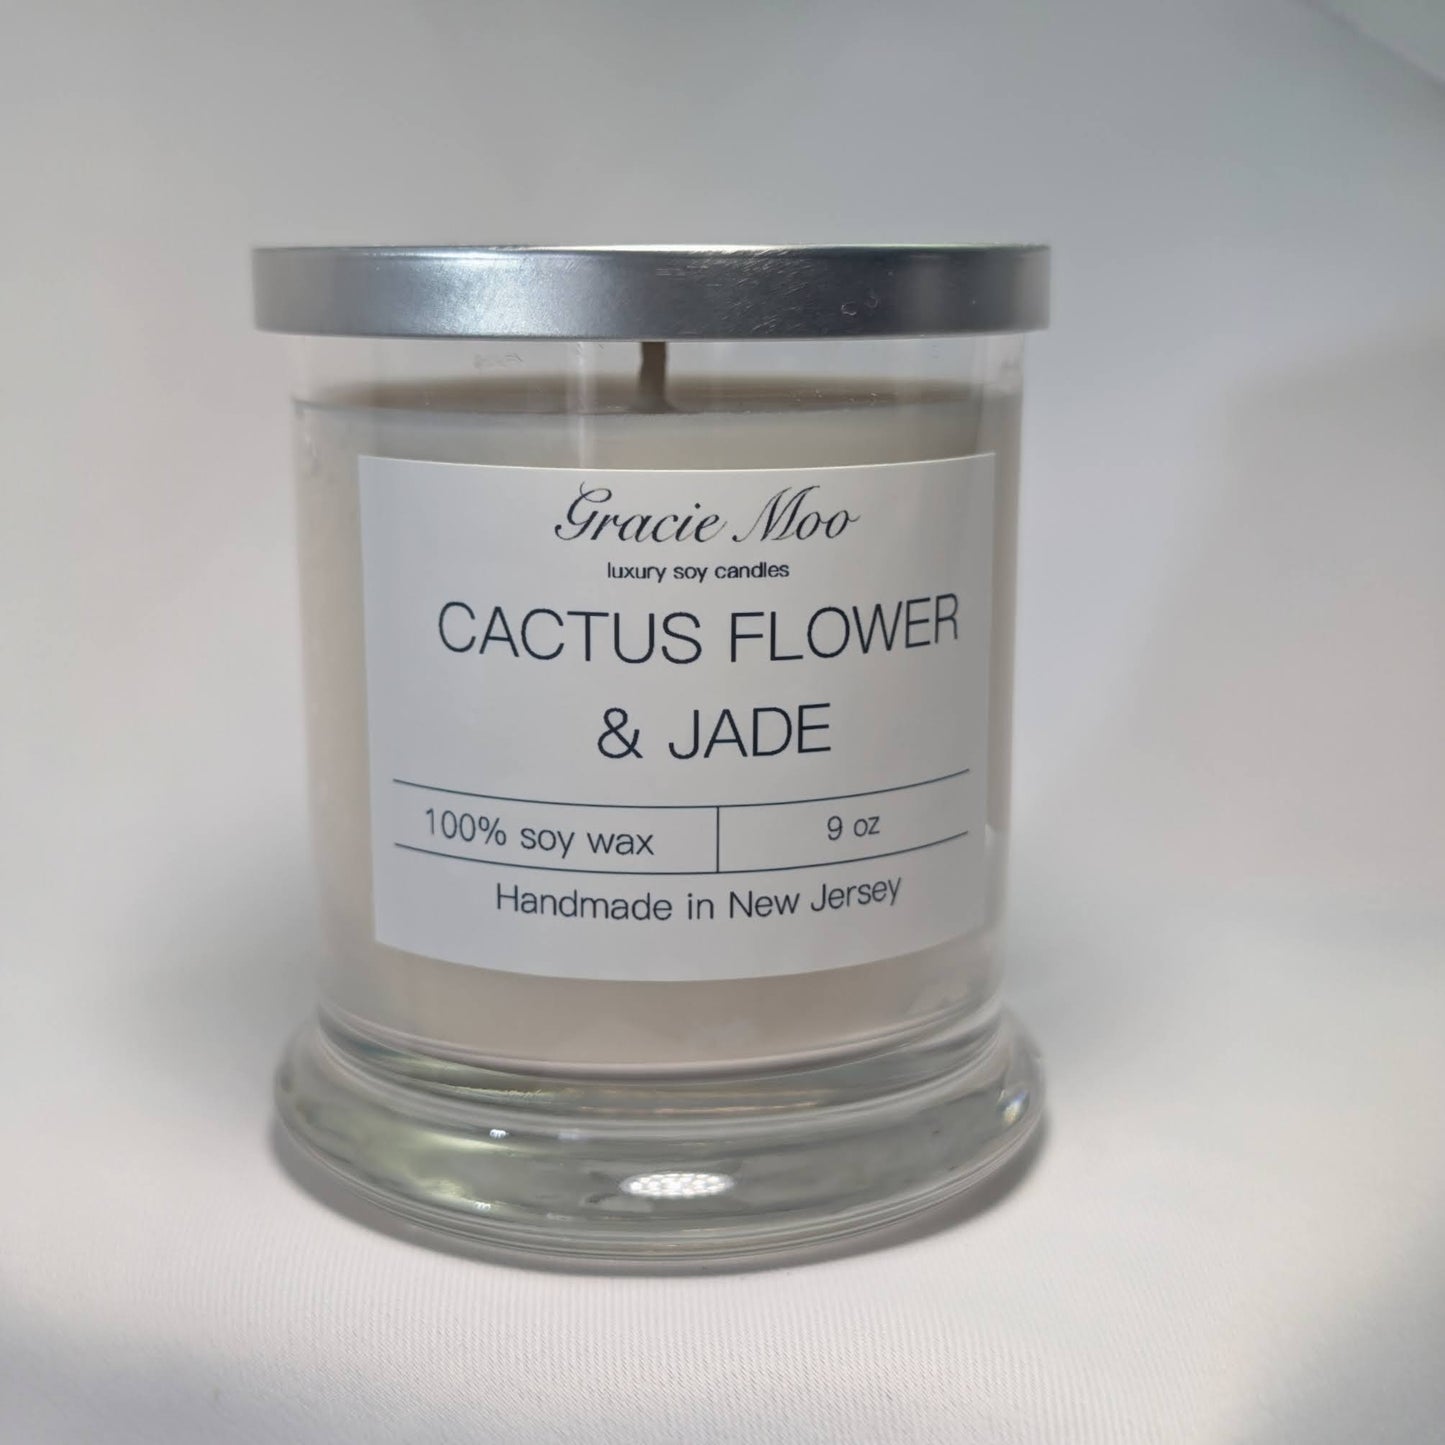 Gracie Moo
luxury soy candles
CACTUS FLOWER
& JADE
100% soy wax
9 oz
Handmade in New Jersey